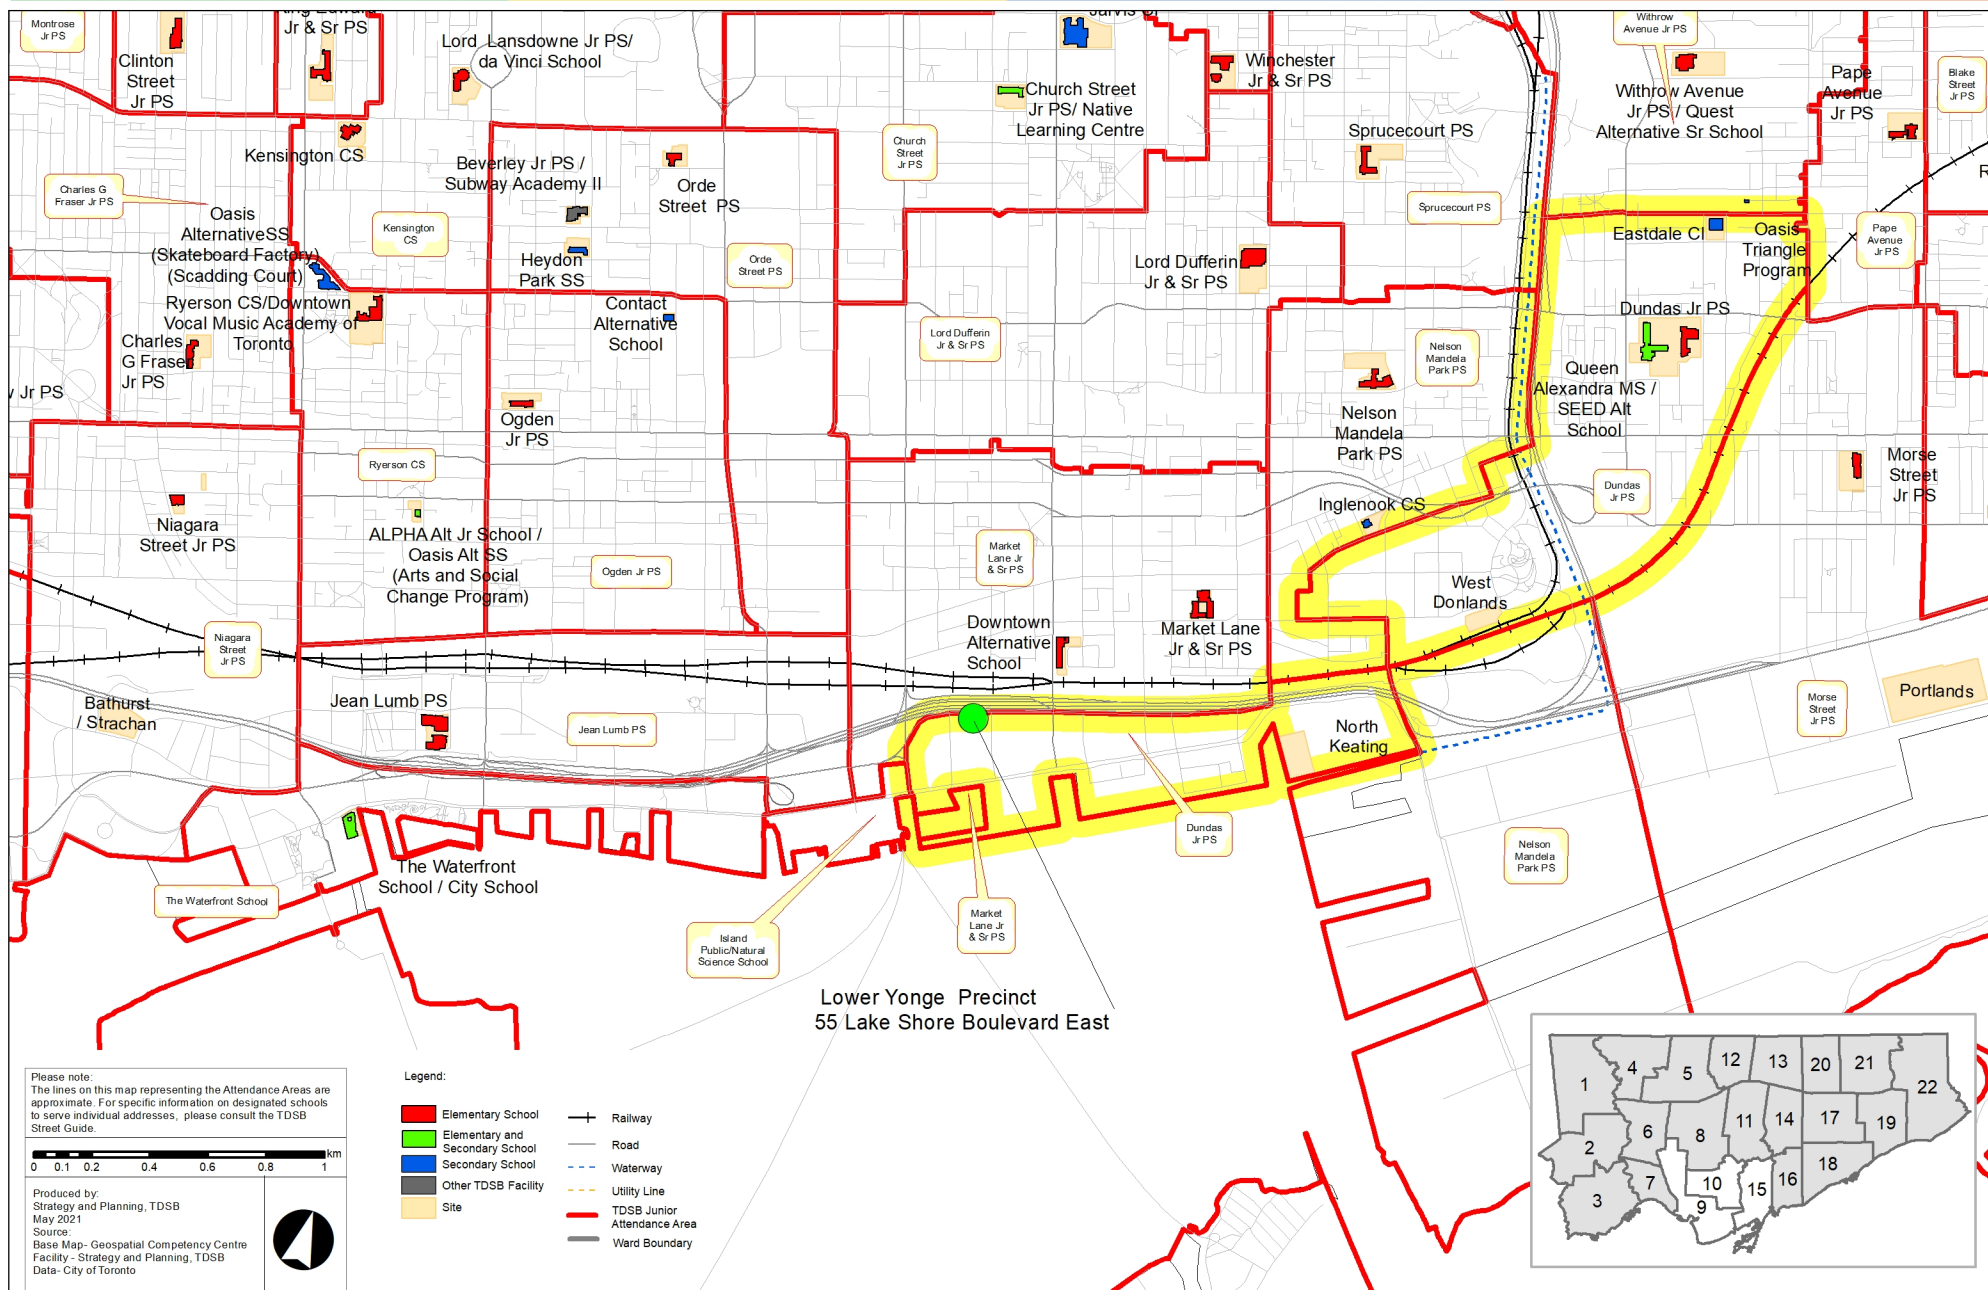 Montrose
Jr PS
Clinton
Street
Jr PS
King Edward
Jr & Sr PS
Lord Lansdowne Jr PS/
da Vinci School
Jarvis CI
Church Street
Jr PS/ Native
Learning Centre
Winchester
Jr & Sr PS
Withrow
Avenue Jr PS
Withrow Avenue
Jr PS / Quest
Alternative Sr School
Pape
Avenue
Jr PS
Blake
Street
Jr PS
Kensington CS
Beverley Jr PS /
Subway Academy II
Orde
Street PS
Church
Street
Jr PS
Sprucecourt PS
Sprucecourt PS
R
Charles G
Fraser Jr PS
Oasis
AlternativeSS
(Skateboard Factory)
(Scadding Court)
Kensington
CS
Heydon
Park SS
Orde
Street PS
Lord Dufferin
Jr & Sr PS
Eastdale CI
Oasis
Triangle
Program
Pape
Avenue
Jr PS
Ryerson CS/Downtown
Vocal Music Academy of
Toronto
Contact
Alternative
School
Lord Dufferin
Jr & Sr PS
Nelson
Mandela
Park PS
Dundas Jr PS
Charles
G Fraser
Jr PS
Jr PS
Queen
Alexandra MS /
SEED Alt
School
Ogden
Jr PS
Nelson
Mandela
Park PS
Ryerson CS
Morse
Street
Jr PS
Dundas
Jr PS
Niagara
Street Jr PS
Inglenook CS
ALPHA Alt Jr School /
Oasis Alt SS
(Arts and Social
Change Program)
Ogden Jr PS
Market
Lane Jr
& Sr PS
West
Donlands
Niagara
Street
Jr PS
Downtown
Alternative
School
Market Lane
Jr & Sr PS
Bathurst
/ Strachan
Jean Lumb PS
Jean Lumb PS
North
Keating
Morse
Street
Jr PS
Portlands
Dundas
Jr PS
Nelson
Mandela
Park PS
The Waterfront
School / City School
The Waterfront School
Island
Public/Natural
Science School
Market
Lane Jr
& Sr PS
Lower Yonge Precinct
55 Lake Shore Boulevard East
Please note:
The lines on this map representing the Attendance Areas are
approximate. For specific information on designated schools
to serve individual addresses, please consult the TDSB
Street Guide.
km
0 0.1 0.2 0.4 0.6 0.8 1
Produced by:
Strategy and Planning, TDSB
May 2021
Source:
Base Map- Geospatial Competency Centre
Facility - Strategy and Planning, TDSB
Data- City of Toronto
Legend:
Elementary School
Elementary and
Secondary School
Secondary School
Other TDSB Facility
Site
Railway
Road
Waterway
Utility Line
TDSB Junior
Attendance Area
Ward Boundary
1
4
5
12
13
20
21
22
2
6
8
11
14
17
19
3
7
10
9
15
16
18